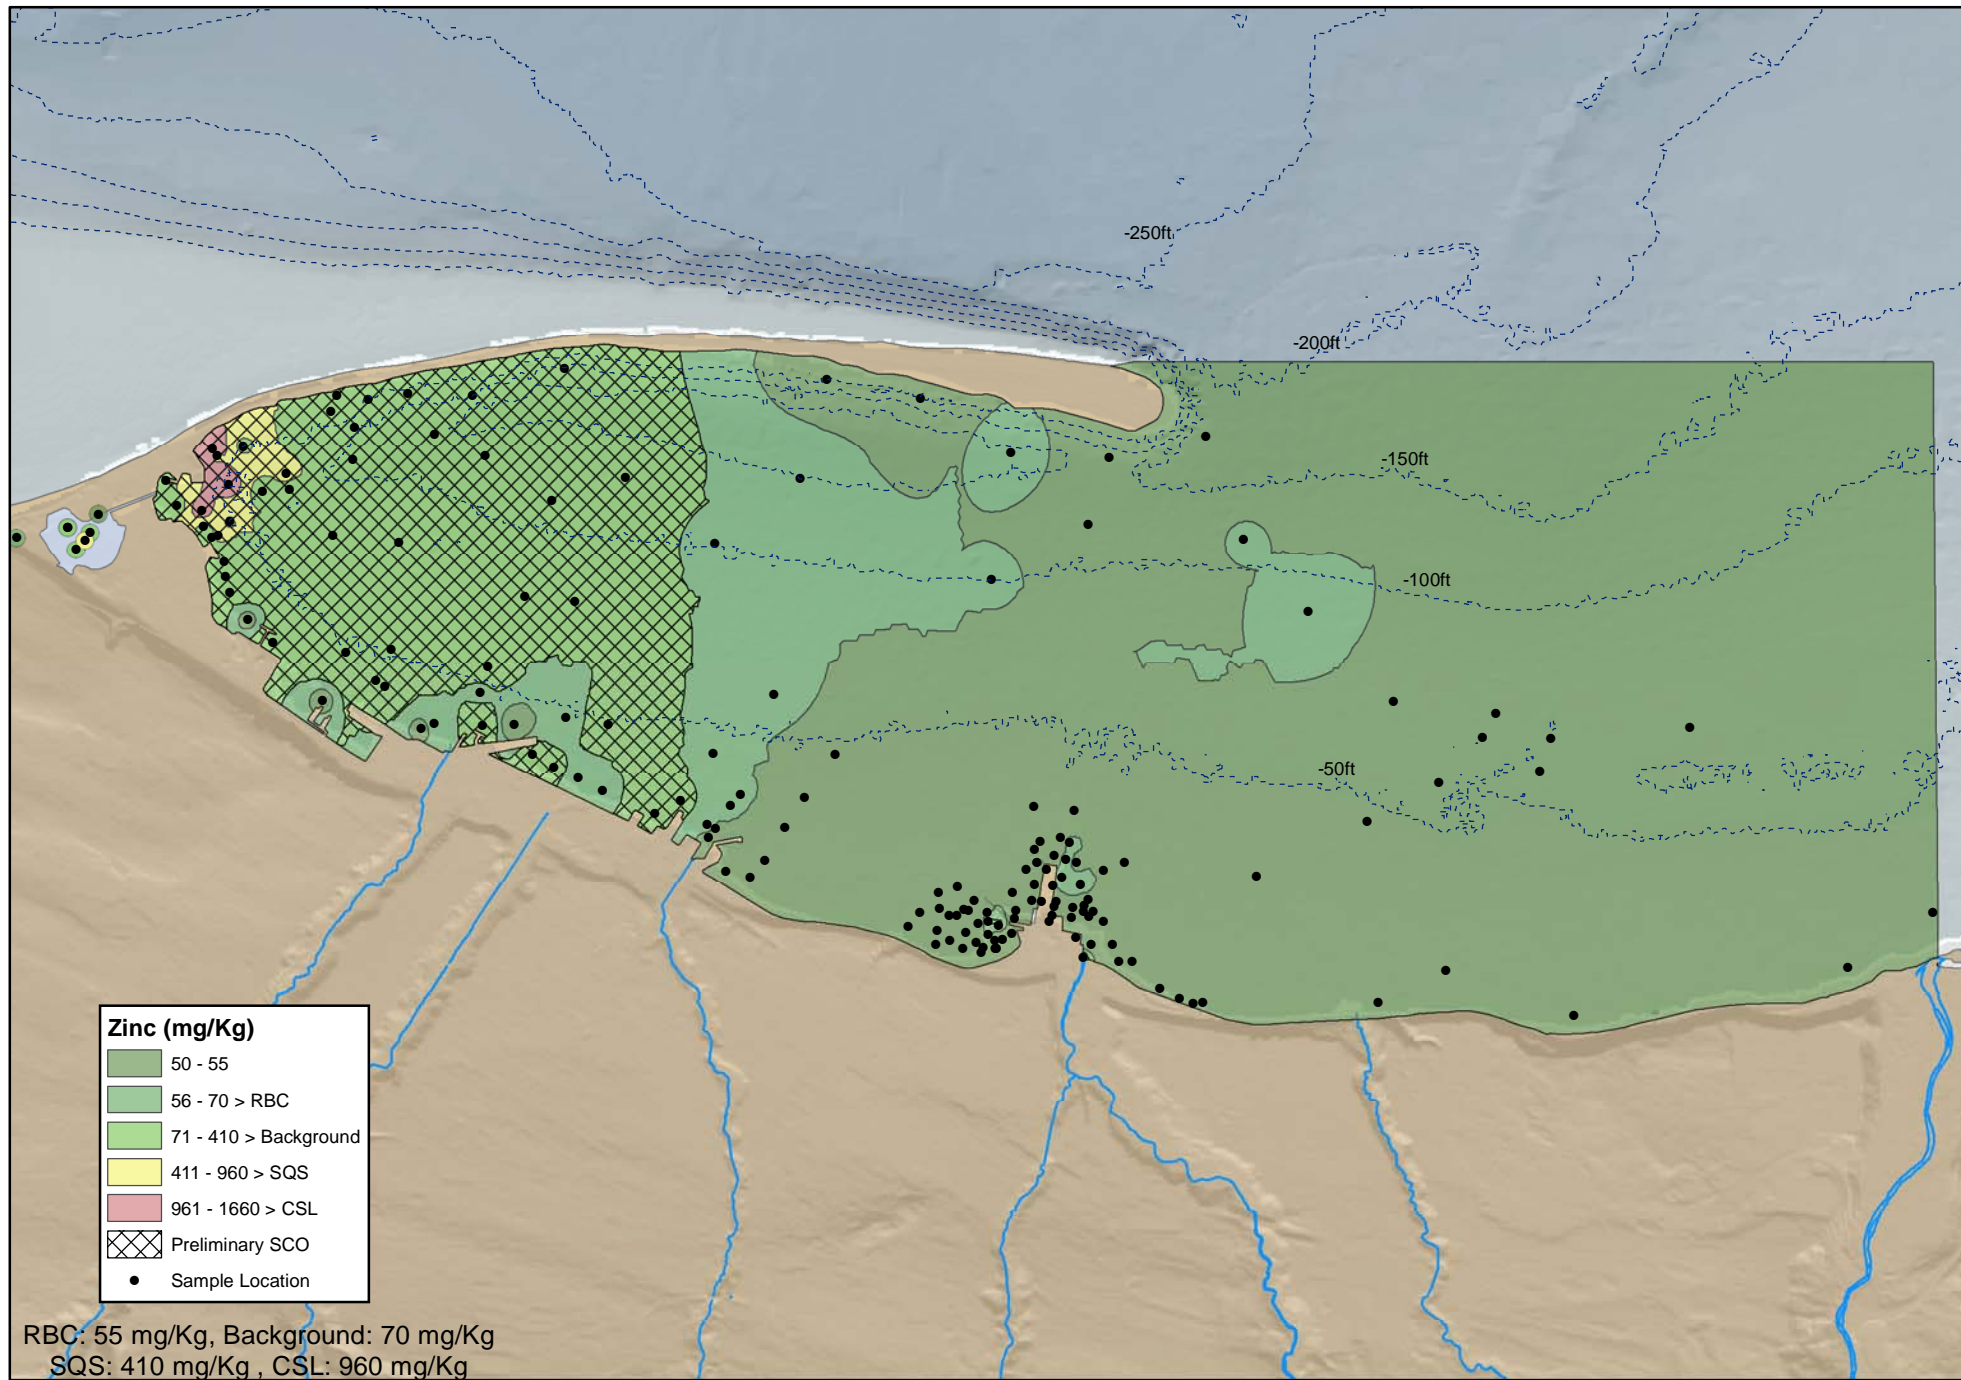 -250ft
-200ft
-150ft
-100ft
-50ft
Zinc (mg/Kg)
50 - 55
56 - 70 > RBC
71 - 410 > Background
411 - 960 > SQS
961 - 1660 > CSL
Preliminary SCO
Sample Location
RBC: 55 mg/Kg, Background: 70 mg/Kg
SQS: 410 mg/Kg , CSL: 960 mg/Kg